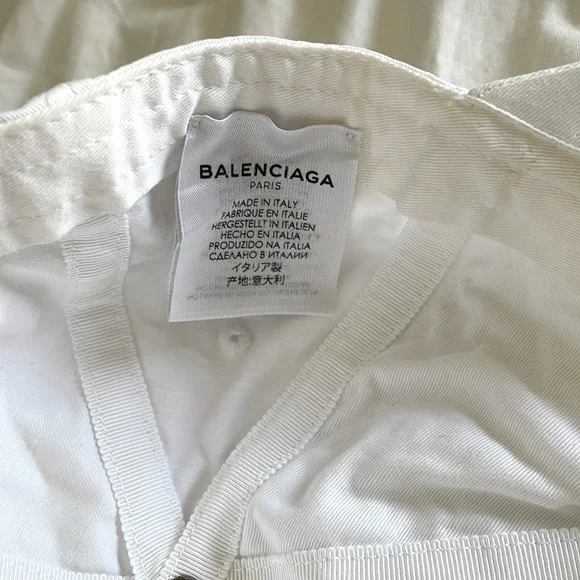 BALENCIAGA
PARIS
MADE IN ITALY
FABRIQUE EN ITALIE
HERGESTELLT IN ITALIEN
HECHO EN ITALIA
PRODUZIDO NA ITALIA
СДЕЛАНО В ИТАЛИИ
イタリア製
产地:意大利